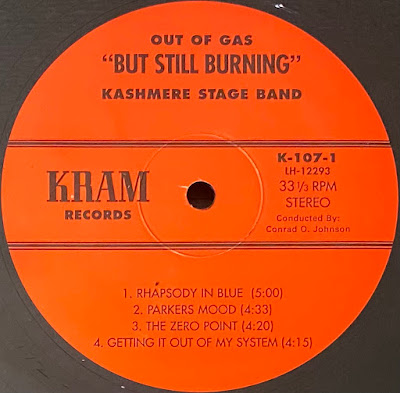 OUT OF GAS
"BUT STILL BURNING"
KASHMERE STAGE BAND
KRAM
RECORDS
K-107-1
LH-12293
33 1/3 RPM
STEREO
Conducted By:
Conrad O. Johnson
1. RHAPSODY IN BLUE (5:00)
2. PARKERS MOOD (4:33)
3. THE ZERO POINT (4:20)
4. GETTING IT OUT OF MY SYSTEM (4:15)